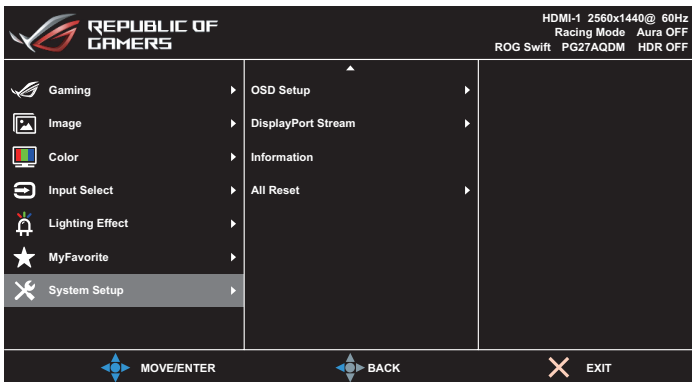 REPUBLIC OF
GAMERS
HDMI-1 2560x1440@ 60Hz
Racing Mode Aura OFF
ROG Swift PG27AQDM HDR OFF
Gaming
Image
Color
Input Select
Lighting Effect
MyFavorite
System Setup
OSD Setup
DisplayPort Stream
Information
All Reset
MOVE/ENTER
BACK
EXIT